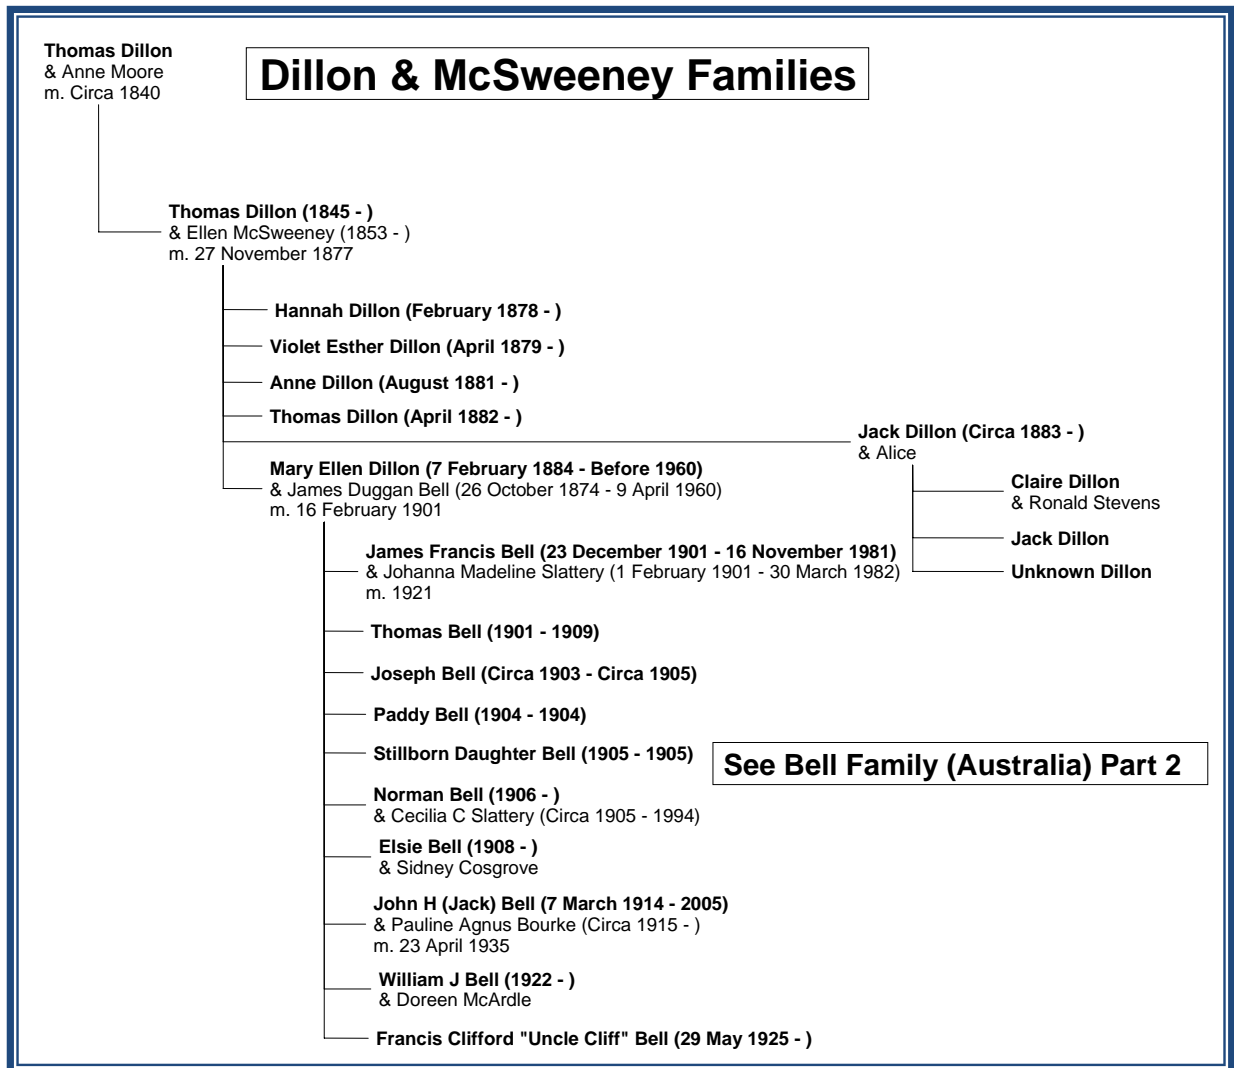 Thomas Dillon
& Anne Moore
m. Circa 1840
Dillon & McSweeney Families
Thomas Dillon (1845 - )
& Ellen McSweeney (1853 - )
m. 27 November 1877
Hannah Dillon (February 1878 - )
Violet Esther Dillon (April 1879 - )
Anne Dillon (August 1881 - )
Thomas Dillon (April 1882 - )
Jack Dillon (Circa 1883 - )
& Alice
Claire Dillon
& Ronald Stevens
Jack Dillon
Unknown Dillon
Mary Ellen Dillon (7 February 1884 - Before 1960)
& James Duggan Bell (26 October 1874 - 9 April 1960)
m. 16 February 1901
James Francis Bell (23 December 1901 - 16 November 1981)
& Johanna Madeline Slattery (1 February 1901 - 30 March 1982)
m. 1921
Thomas Bell (1901 - 1909)
Joseph Bell (Circa 1903 - Circa 1905)
Paddy Bell (1904 - 1904)
Stillborn Daughter Bell (1905 - 1905)
See Bell Family (Australia) Part 2
Norman Bell (1906 - )
& Cecilia C Slattery (Circa 1905 - 1994)
Elsie Bell (1908 - )
& Sidney Cosgrove
John H (Jack) Bell (7 March 1914 - 2005)
& Pauline Agnus Bourke (Circa 1915 - )
m. 23 April 1935
William J Bell (1922 - )
& Doreen McArdle
Francis Clifford "Uncle Cliff" Bell (29 May 1925 - )